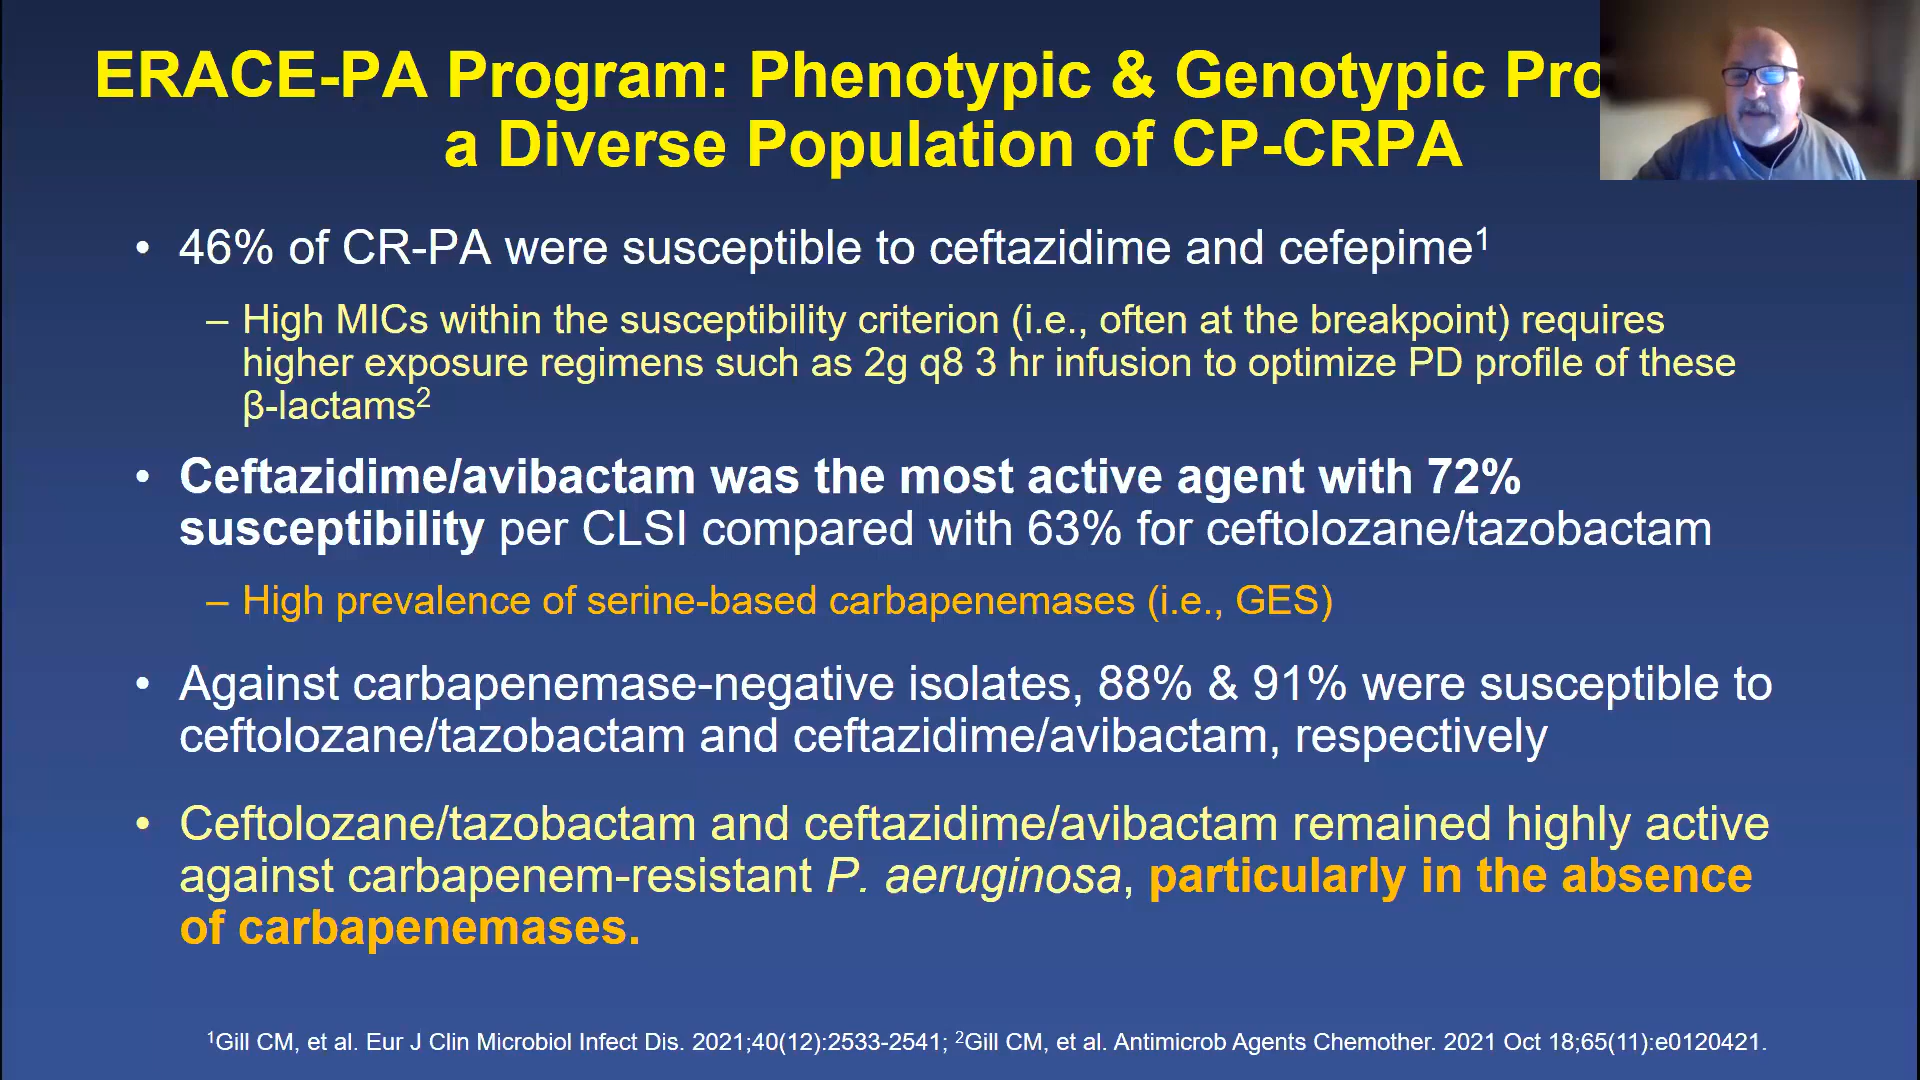 ERACE-PA Program: Phenotypic & Genotypic Pro
a Diverse Population of CP-CRPA
• 46% of CR-PA were susceptible to ceftazidime and cefepime¹
– High MICs within the susceptibility criterion (i.e., often at the breakpoint) requires
higher exposure regimens such as 2g q8 3 hr infusion to optimize PD profile of these
β-lactams²
• Ceftazidime/avibactam was the most active agent with 72%
susceptibility per CLSI compared with 63% for ceftolozane/tazobactam
– High prevalence of serine-based carbapenemases (i.e., GES)
• Against carbapenemase-negative isolates, 88% & 91% were susceptible to
ceftolozane/tazobactam and ceftazidime/avibactam, respectively
• Ceftolozane/tazobactam and ceftazidime/avibactam remained highly active
against carbapenem-resistant P. aeruginosa, particularly in the absence
of carbapenemases.
¹Gill CM, et al. Eur J Clin Microbiol Infect Dis. 2021;40(12):2533-2541; ²Gill CM, et al. Antimicrob Agents Chemother. 2021 Oct 18;65(11):e0120421.